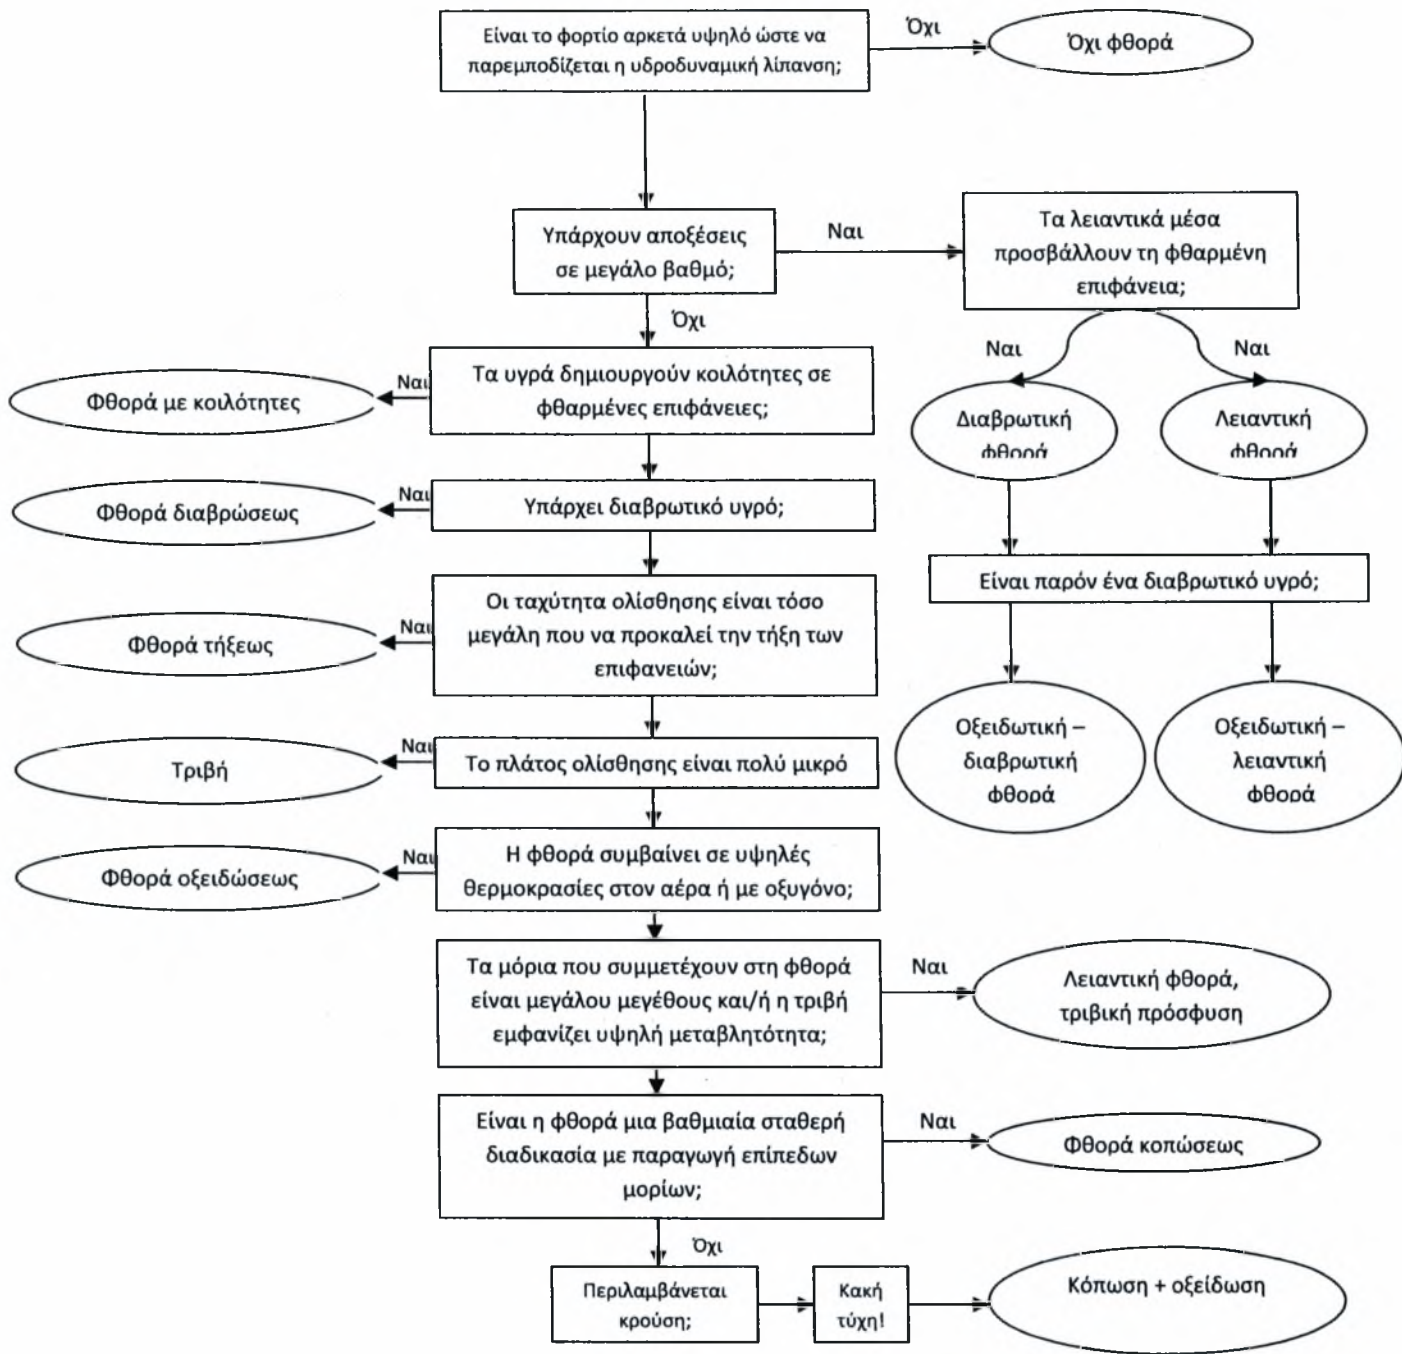 Είναι το φορτίο αρκετά υψηλό ώστε να
παρεμποδίζεται η υδροδυναμική λίπανση;
Όχι
Όχι φθορά
Υπάρχουν αποξέσεις
σε μεγάλο βαθμό;
Ναι
Τα λειαντικά μέσα
προσβάλλουν τη φθαρμένη
επιφάνεια;
Όχι
Ναι
Ναι
Τα υγρά δημιουργούν κοιλότητες σε
φθαρμένες επιφάνειες;
Ναι
Φθορά με κοιλότητες
Διαβρωτική
φθορά
Λειαντική
φθορά
Υπάρχει διαβρωτικό υγρό;
Ναι
Φθορά διαβρώσεως
Είναι παρόν ένα διαβρωτικό υγρό;
Οι ταχύτητα ολίσθησης είναι τόσο
μεγάλη που να προκαλεί την τήξη των
επιφανειών;
Ναι
Φθορά τήξεως
Οξειδωτική –
διαβρωτική
φθορά
Οξειδωτική –
λειαντική
φθορά
Το πλάτος ολίσθησης είναι πολύ μικρό
Ναι
Τριβή
Η φθορά συμβαίνει σε υψηλές
θερμοκρασίες στον αέρα ή με οξυγόνο;
Ναι
Φθορά οξειδώσεως
Τα μόρια που συμμετέχουν στη φθορά
είναι μεγάλου μεγέθους και/ή η τριβή
εμφανίζει υψηλή μεταβλητότητα;
Ναι
Λειαντική φθορά,
τριβική πρόσφυση
Είναι η φθορά μια βαθμιαία σταθερή
διαδικασία με παραγωγή επίπεδων
μορίων;
Ναι
Φθορά κοπώσεως
Όχι
Περιλαμβάνεται
κρούση;
Κακή
τύχη!
Κόπωση + οξείδωση